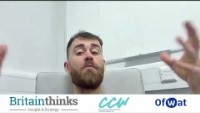 Britainthinks
Insight & Strategy
CCW
Ofwat